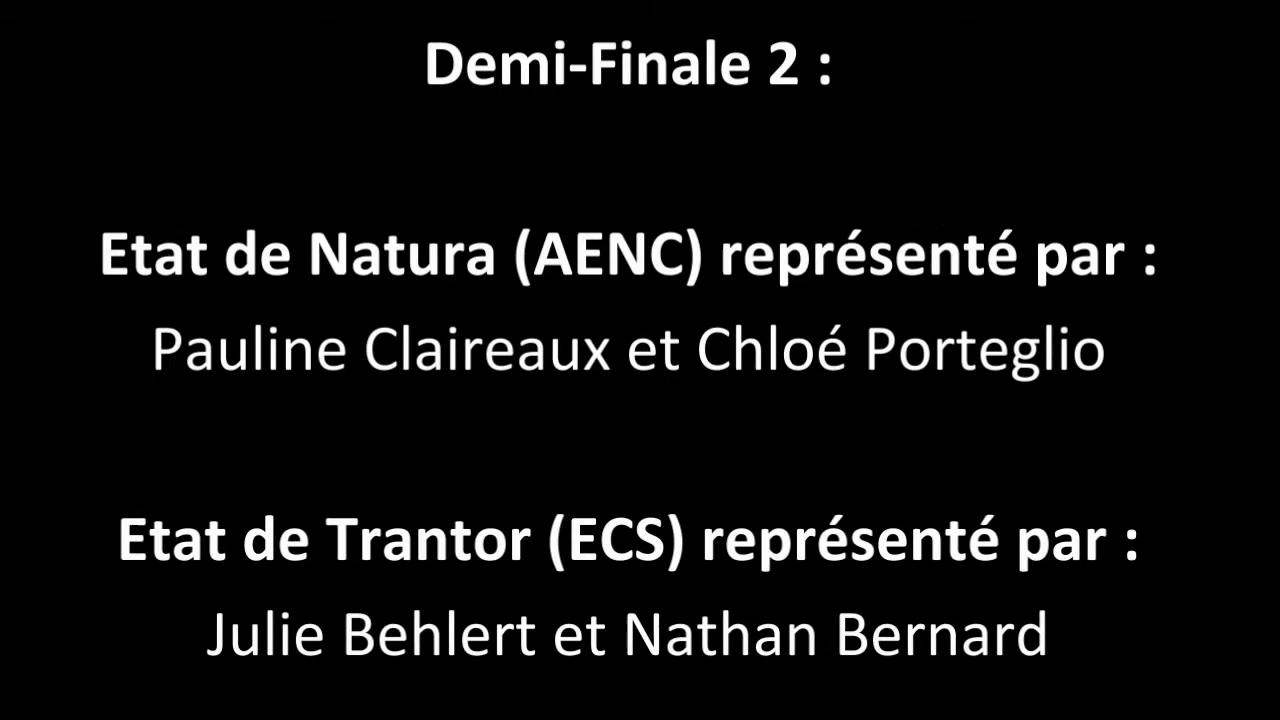 Demi-Finale 2 :
Etat de Natura (AENC) représenté par :
Pauline Claireaux et Chloé Porteglio
Etat de Trantor (ECS) représenté par :
Julie Behlert et Nathan Bernard